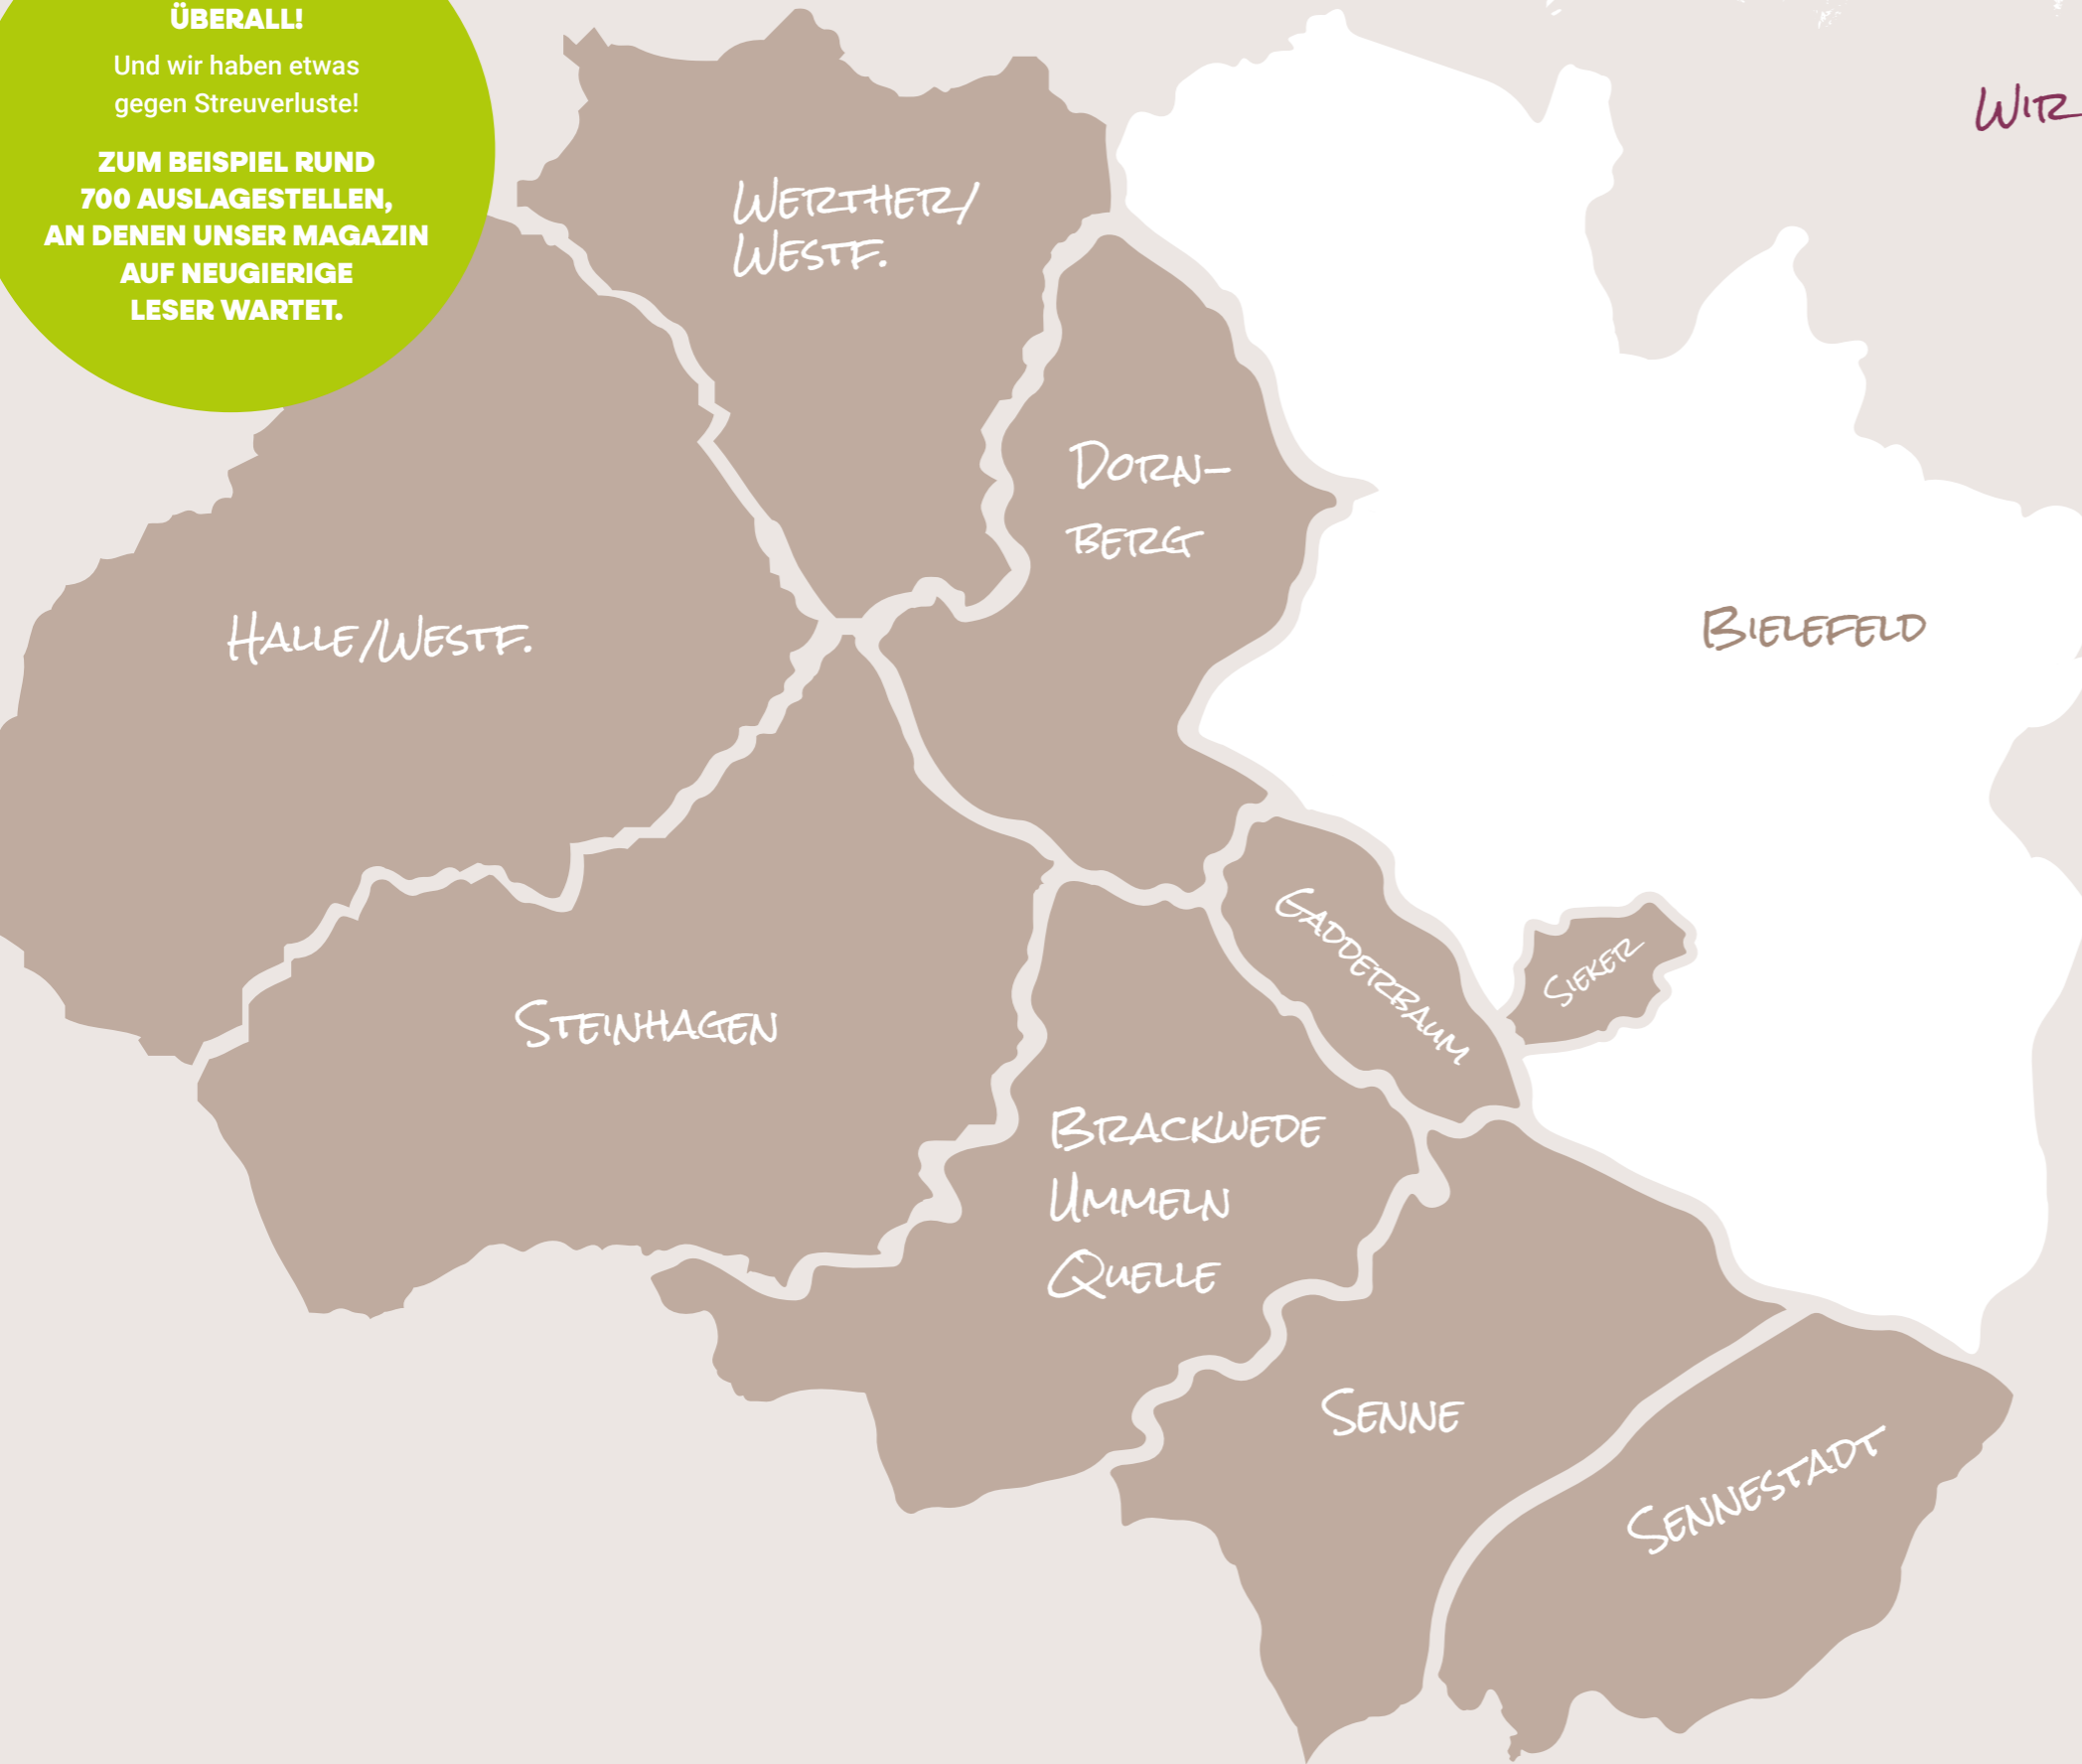 ÜBERALL!
Und wir haben etwas
gegen Streuverluste!
ZUM BEISPIEL RUND
700 AUSLAGESTELLEN,
AN DENEN UNSER MAGAZIN
AUF NEUGIERIGE
LESER WARTET.
WIR
WERTHER/
WESTF.
DORN–
BERG
HALLE/WESTF.
BIELEFELD
GADDERBAUM
SIEKER
STEINHAGEN
BRACKWEDE
UMMELN
QUELLE
SENNE
SENNESTADT